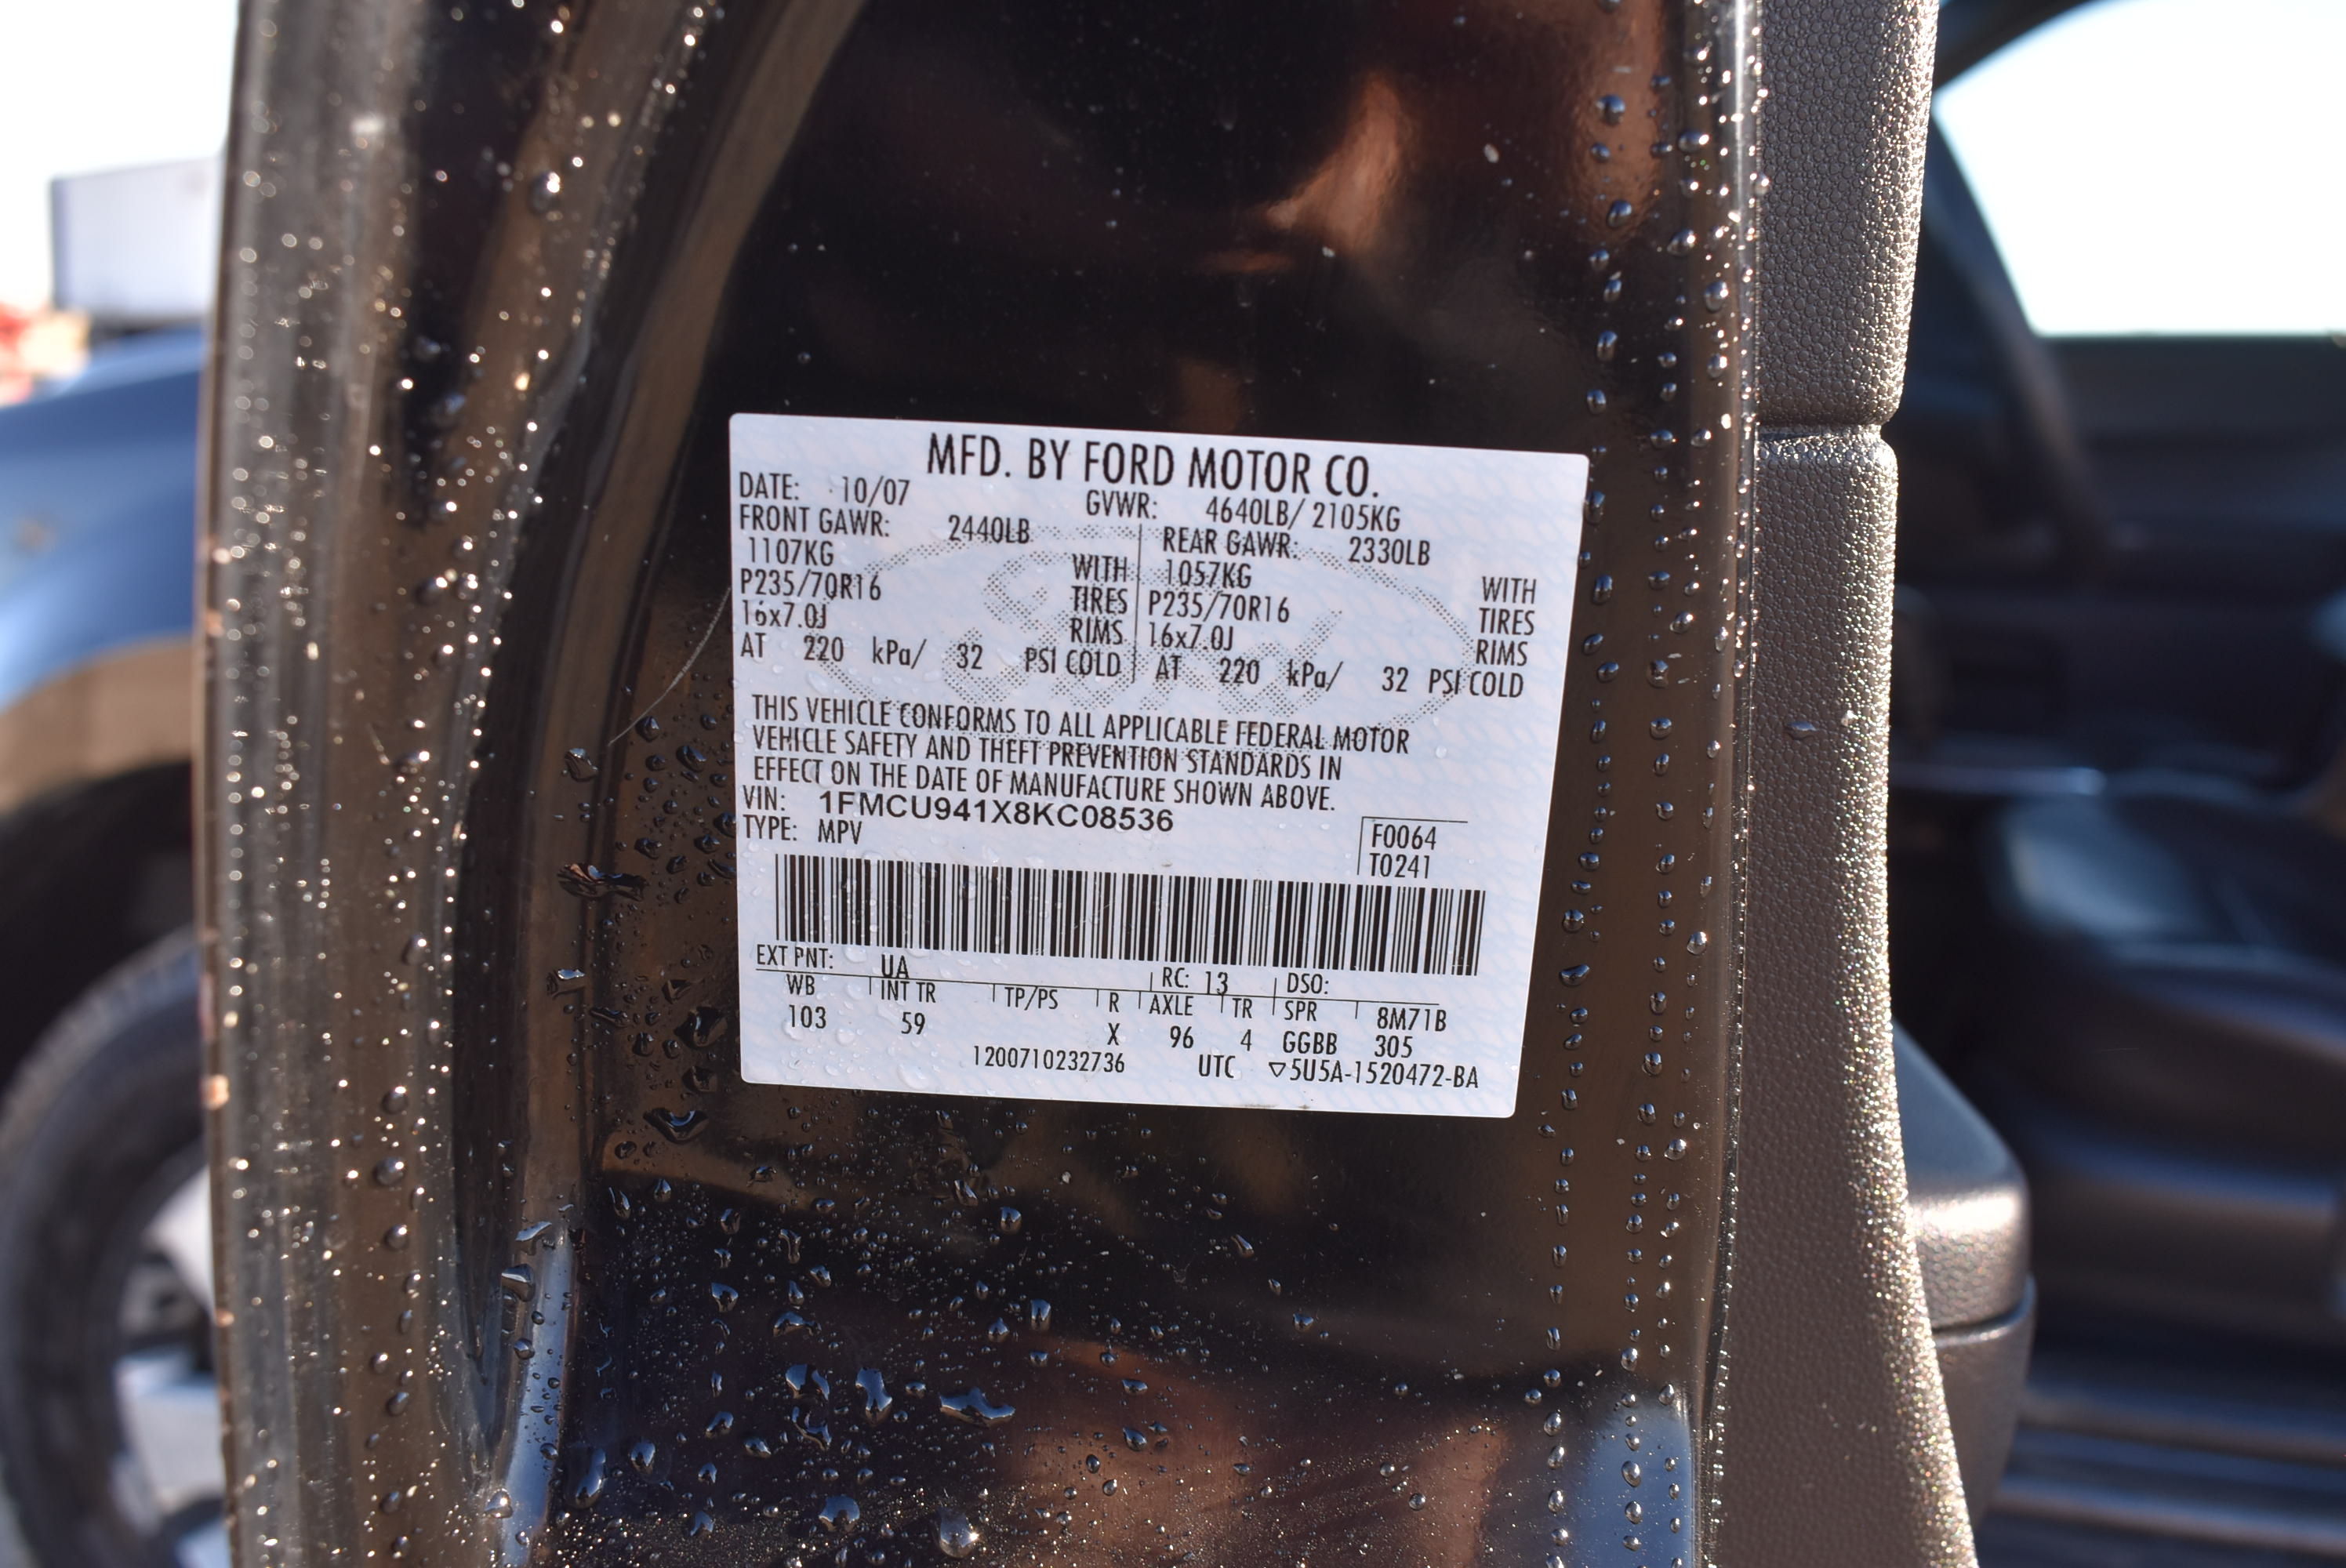 MFD. BY FORD MOTOR CO.
DATE: 10/07 GVWR: 4640LB/ 2105KG
FRONT GAWR: 2440LB REAR GAWR: 2330LB
1107KG WITH 1057KG WITH
P235/70R16 TIRES P235/70R16 TIRES
16x7.0J RIMS 16x7.0J RIMS
AT 220 kPa/ 32 PSI COLD AT 220 kPa/ 32 PSI COLD
THIS VEHICLE CONFORMS TO ALL APPLICABLE FEDERAL MOTOR
VEHICLE SAFETY AND THEFT PREVENTION STANDARDS IN
EFFECT ON THE DATE OF MANUFACTURE SHOWN ABOVE.
VIN: 1FMCU941X8KC08536
TYPE: MPV F0064
T0241
EXT PNT: UA RC: 13 DSO:
WB INT TR TP/PS R AXLE TR SPR 8M71B
103 59 X 96 4 GGBB 305
1200710232736 UTC ▽5U5A-1520472-BA
Ford